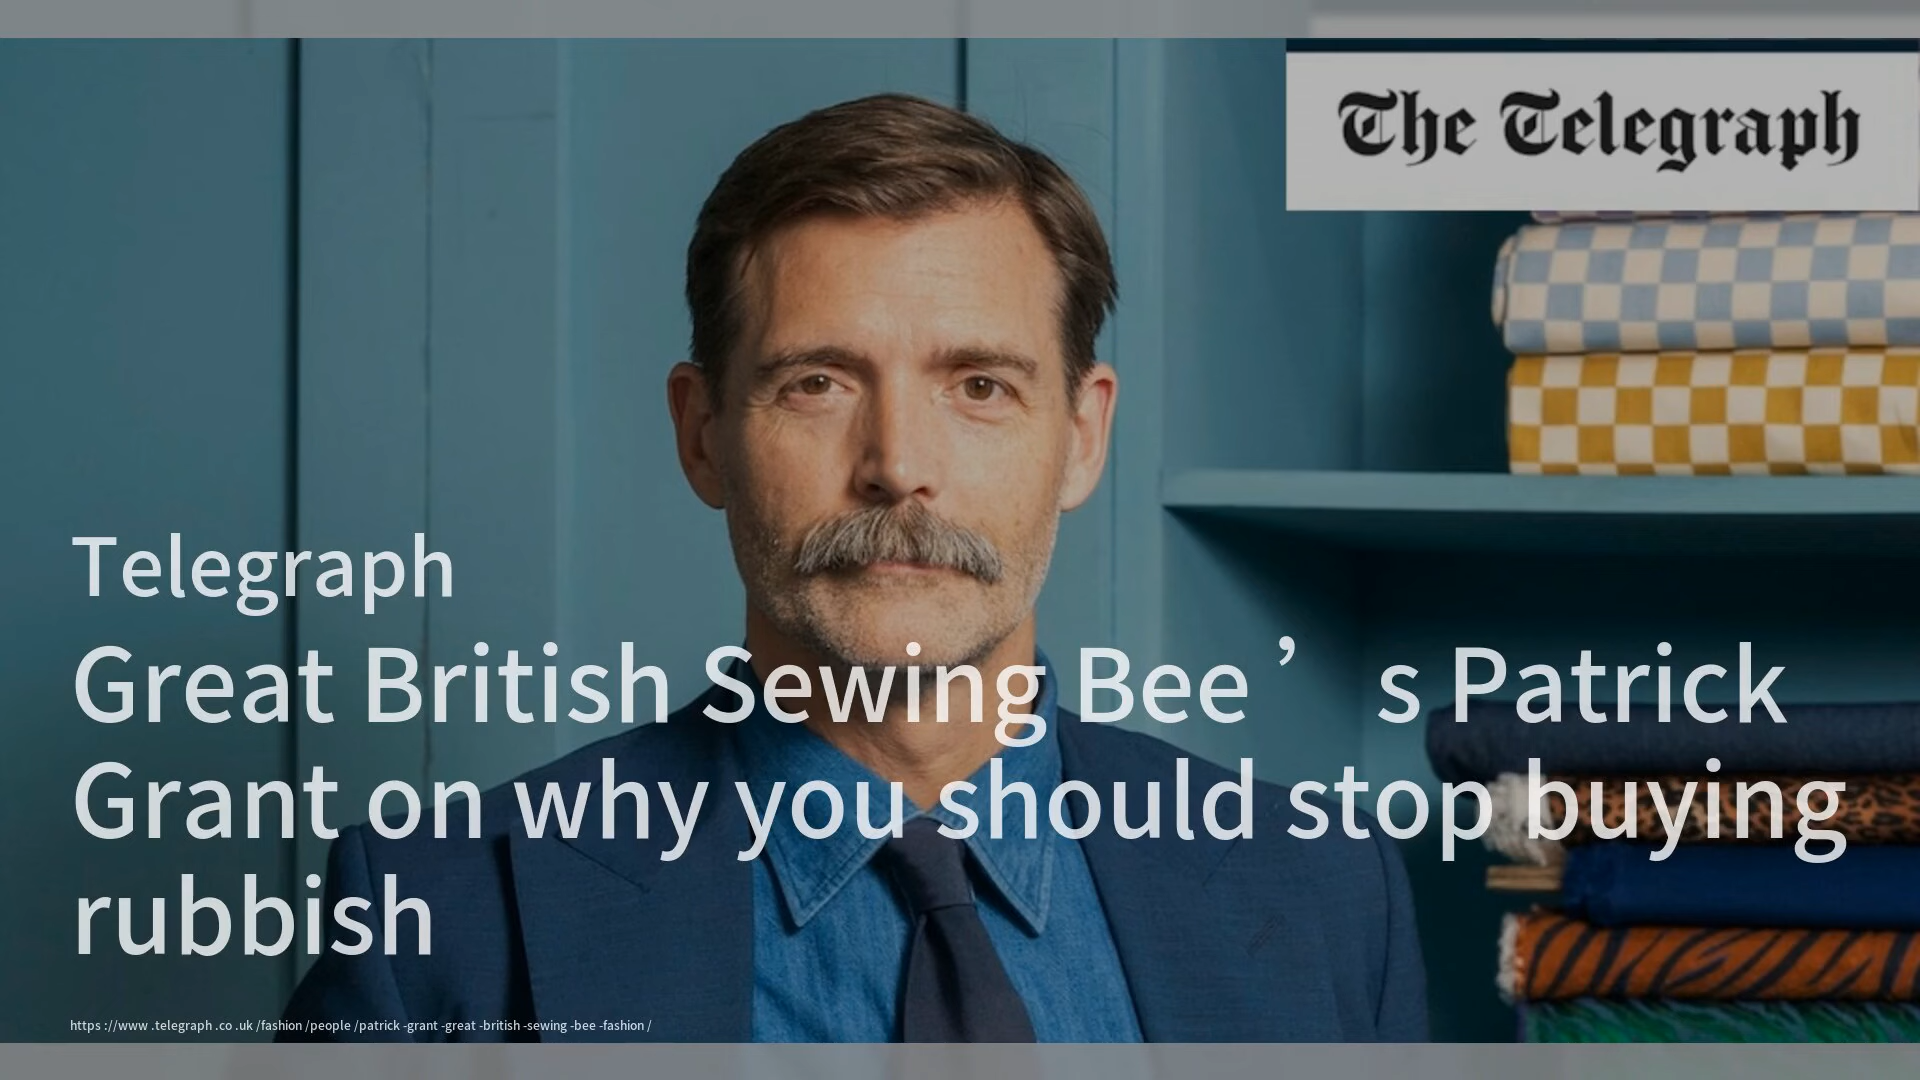 The Telegraph
Telegraph
Great British Sewing Bee’s Patrick
Grant on why you should stop buying
rubbish
https://www.telegraph.co.uk/fashion/people/patrick-grant-great-british-sewing-bee-fashion/